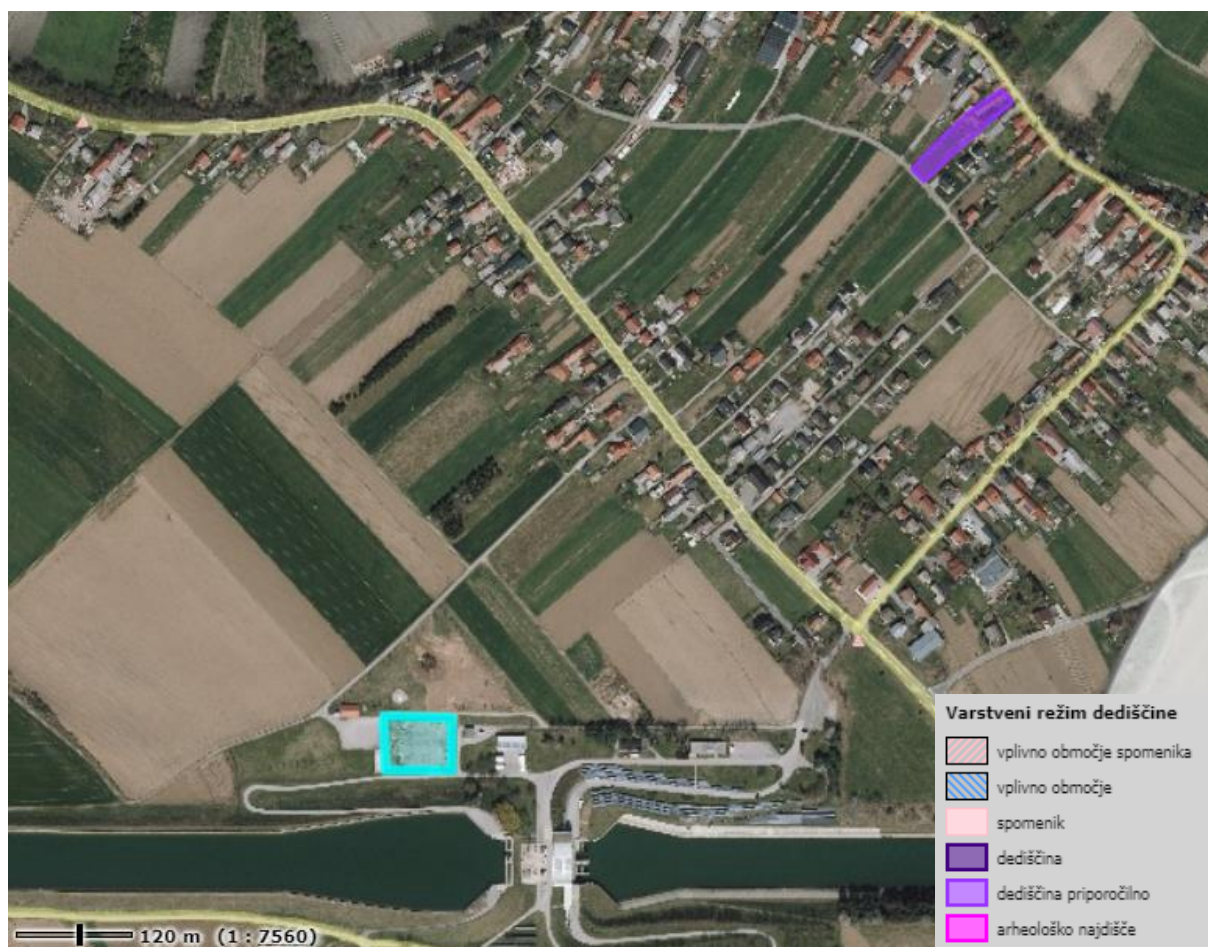 Varstveni režim dediščine
vplivno območje spomenika
vplivno območje
spomenik
dediščina
dediščina priporočilno
arheološko najdišče
120 m (1 : 7560)